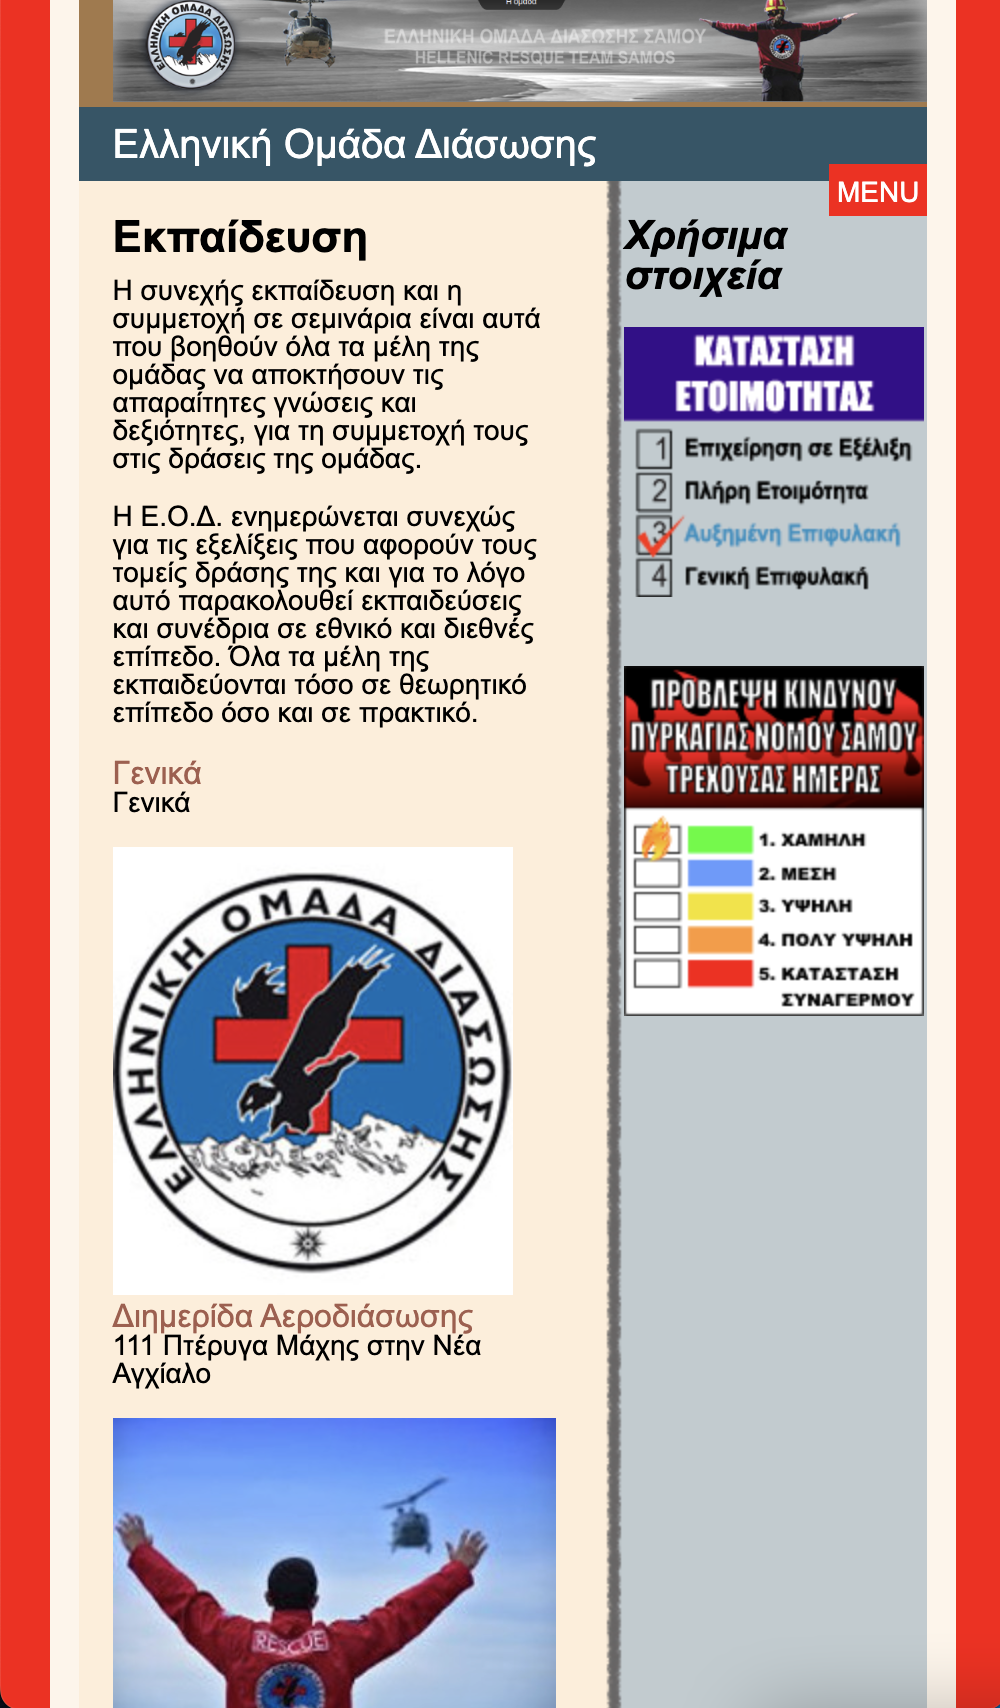 Η ομάδα
ΕΛΛΗΝΙΚΗ ΟΜΑΔΑ ΔΙΑΣΩΣΗΣ
ΕΛΛΗΝΙΚΗ ΟΜΑΔΑ ΔΙΑΣΩΣΗΣ ΣΑΜΟΥ
HELLENIC RESQUE TEAM SAMOS
Ελληνική Ομάδα Διάσωσης
MENU
Εκπαίδευση
Η συνεχής εκπαίδευση και η
συμμετοχή σε σεμινάρια είναι αυτά
που βοηθούν όλα τα μέλη της
ομάδας να αποκτήσουν τις
απαραίτητες γνώσεις και
δεξιότητες, για τη συμμετοχή τους
στις δράσεις της ομάδας.
Η Ε.Ο.Δ. ενημερώνεται συνεχώς
για τις εξελίξεις που αφορούν τους
τομείς δράσης της και για το λόγο
αυτό παρακολουθεί εκπαιδεύσεις
και συνέδρια σε εθνικό και διεθνές
επίπεδο. Όλα τα μέλη της
εκπαιδεύονται τόσο σε θεωρητικό
επίπεδο όσο και σε πρακτικό.
Γενικά
Γενικά
ΕΛΛΗΝΙΚΗ ΟΜΑΔΑ ΔΙΑΣΩΣΗΣ
Διημερίδα Αεροδιάσωσης
111 Πτέρυγα Μάχης στην Νέα
Αγχίαλο
RESCUE
Χρήσιμα
στοιχεία
ΚΑΤΑΣΤΑΣΗ
ΕΤΟΙΜΟΤΗΤΑΣ
1 Επιχείρηση σε Εξέλιξη
2 Πλήρη Ετοιμότητα
3 Αυξημένη Επιφυλακή
4 Γενική Επιφυλακή
ΠΡΟΒΛΕΨΗ ΚΙΝΔΥΝΟΥ
ΠΥΡΚΑΓΙΑΣ ΝΟΜΟΥ ΣΑΜΟΥ
ΤΡΕΧΟΥΣΑΣ ΗΜΕΡΑΣ
1. ΧΑΜΗΛΗ
2. ΜΕΣΗ
3. ΥΨΗΛΗ
4. ΠΟΛΥ ΥΨΗΛΗ
5. ΚΑΤΑΣΤΑΣΗ
ΣΥΝΑΓΕΡΜΟΥ